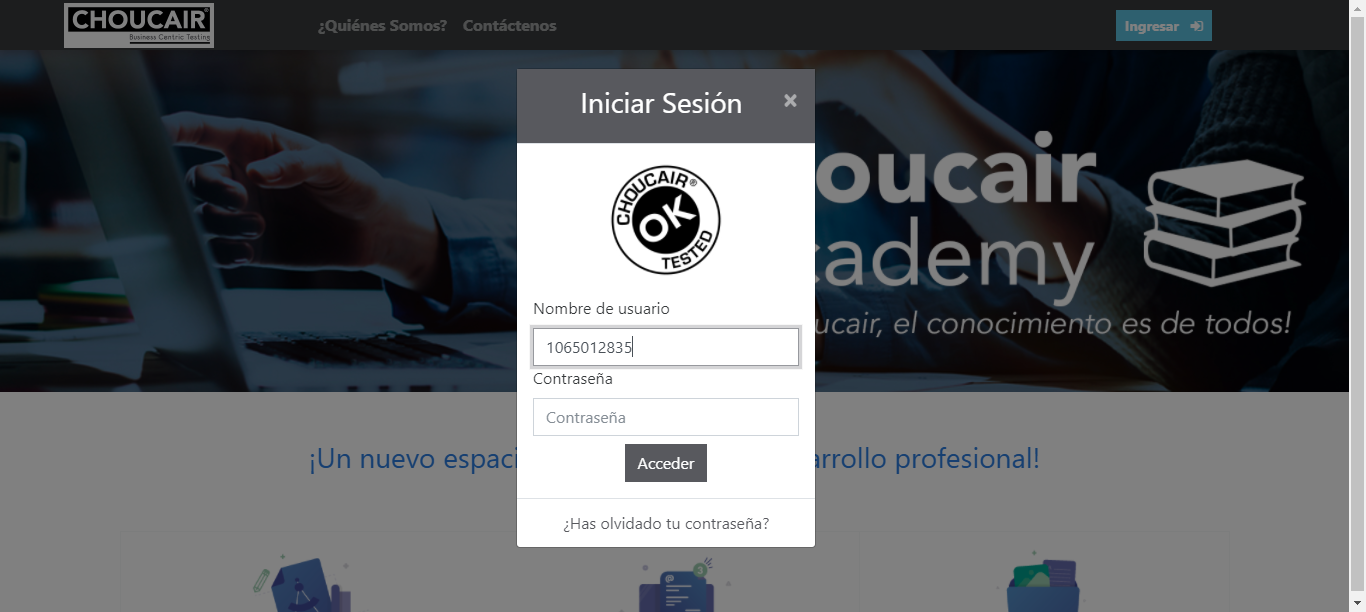 CHOUCAIR®
Business Centric Testing
¿Quiénes Somos?
Contáctenos
Ingresar
Iniciar Sesión
×
CHOUCAIR®
OK
TESTED
Nombre de usuario
1065012835
Contraseña
Contraseña
Acceder
¿Has olvidado tu contraseña?
oucair
cademy
ucair, el conocimiento es de todos!
¡Un nuevo espaci
rrollo profesional!